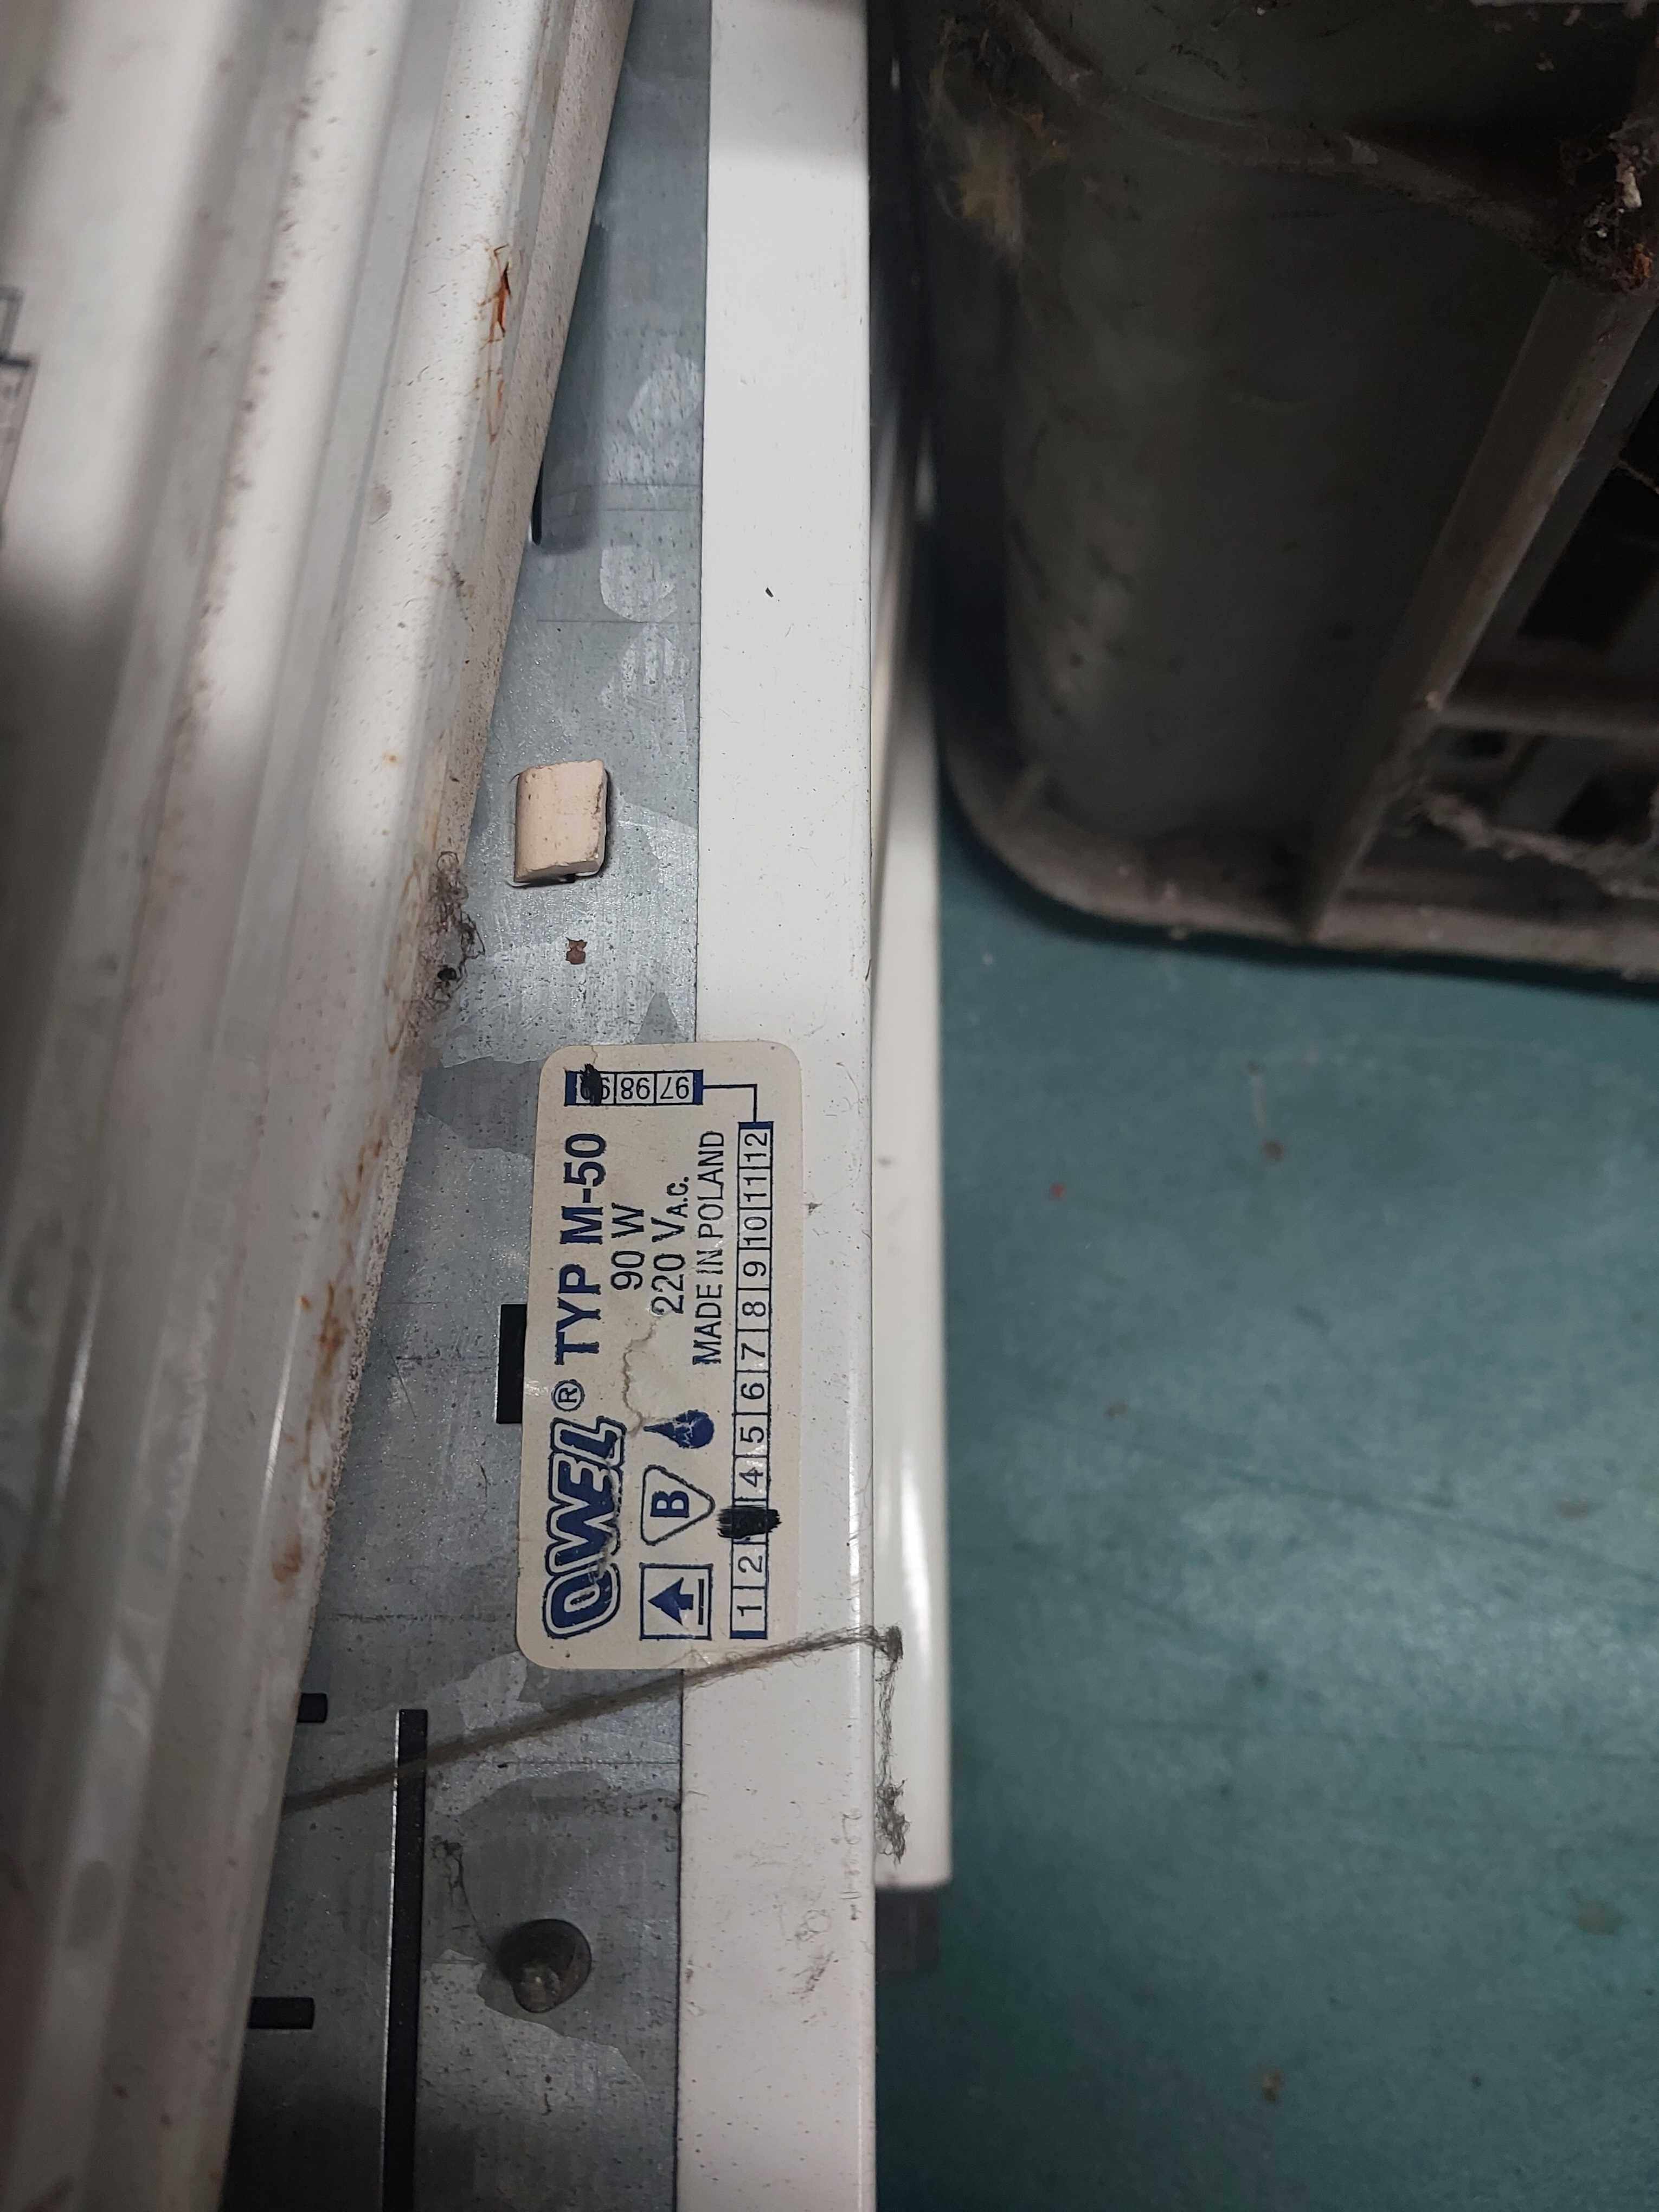 OWEL® TYP M-50
90 W
220 VA.C.
B
MADE IN POLAND
1 2 4 5 6 7 8 9 10 11 12
97 98